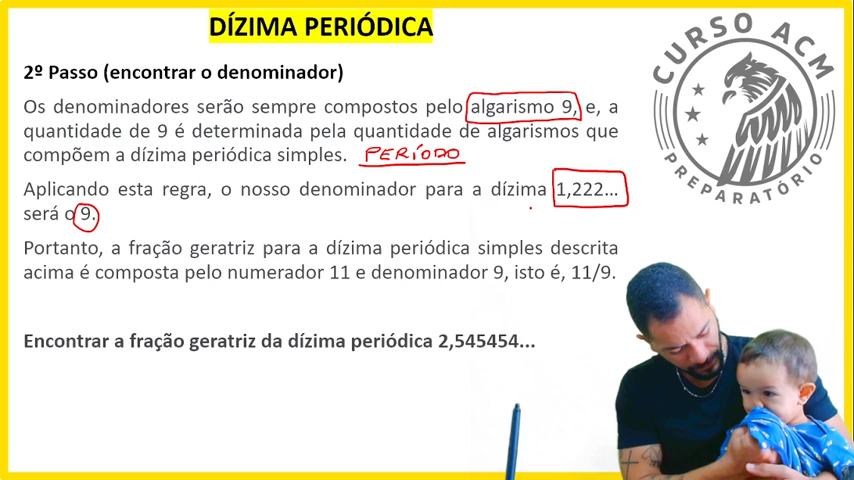 DÍZIMA PERIÓDICA
2º Passo (encontrar o denominador)
Os denominadores serão sempre compostos pelo algarismo 9, e, a
quantidade de 9 é determinada pela quantidade de algarismos que
compõem a dízima periódica simples. PERÍODO
Aplicando esta regra, o nosso denominador para a dízima 1,222...
será o 9.
Portanto, a fração geratriz para a dízima periódica simples descrita
acima é composta pelo numerador 11 e denominador 9, isto é, 11/9.
Encontrar a fração geratriz da dízima periódica 2,545454...
CURSO ACM
PREPARATÓRIO